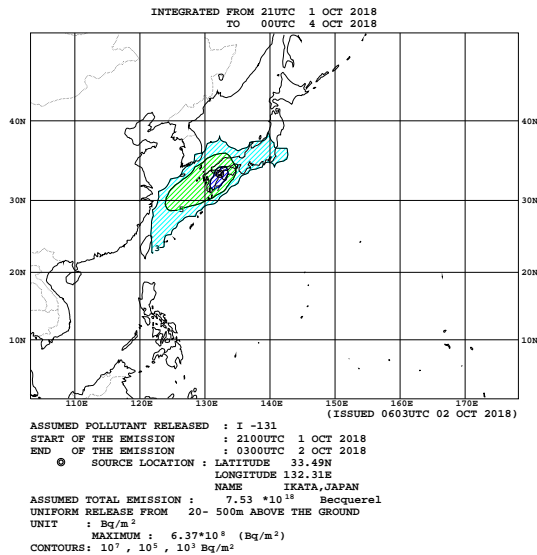 INTEGRATED FROM 21UTC 1 OCT 2018
TO 00UTC 4 OCT 2018
40N
30N
20N
10N
5
3
110E 120E 130E 140E 150E 160E 170E
(ISSUED 0603UTC 02 OCT 2018)
ASSUMED POLLUTANT RELEASED : I -131
START OF THE EMISSION : 2100UTC 1 OCT 2018
END OF THE EMISSION : 0300UTC 2 OCT 2018
◎ SOURCE LOCATION : LATITUDE 33.49N
LONGITUDE 132.31E
NAME IKATA,JAPAN
ASSUMED TOTAL EMISSION : 7.53 *10¹⁸ Becquerel
UNIFORM RELEASE FROM 20- 500m ABOVE THE GROUND
UNIT : Bq/m²
MAXIMUM : 6.37*10⁸ (Bq/m²)
CONTOURS: 10⁷ , 10⁵ , 10³ Bq/m²